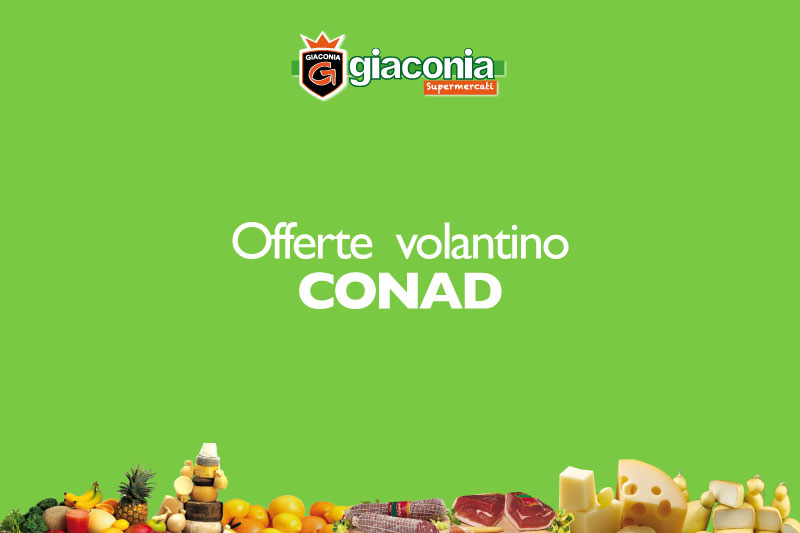 GIACONIA
G
giaconia
Supermercati
Offerte volantino
CONAD